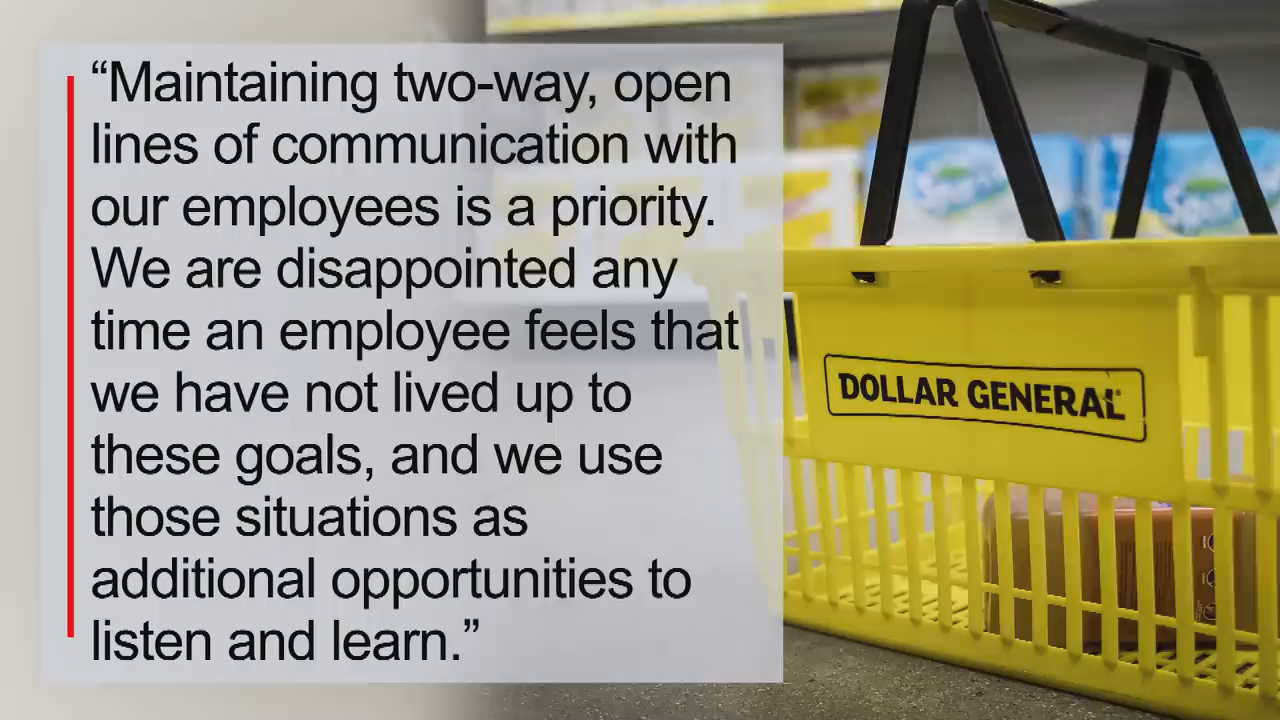 “Maintaining two-way, open
lines of communication with
our employees is a priority.
We are disappointed any
time an employee feels that
we have not lived up to
these goals, and we use
those situations as
additional opportunities to
listen and learn.”
DOLLAR GENERAL